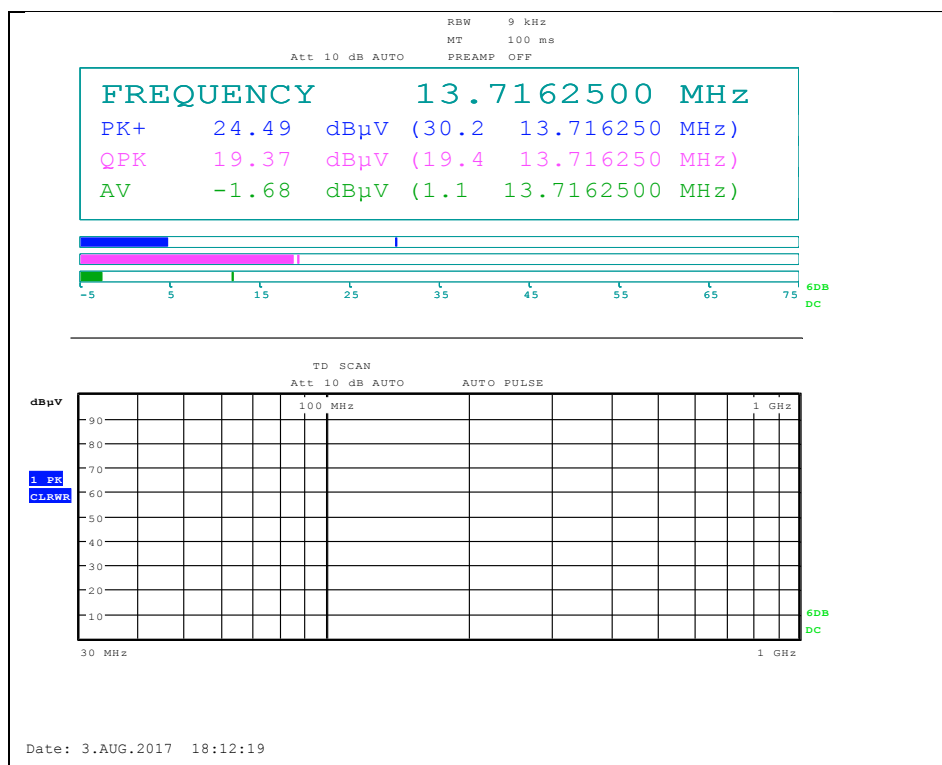 RBW 9 kHz
MT 100 ms
Att 10 dB AUTO PREAMP OFF
FREQUENCY 13.7162500 MHz
PK+ 24.49 dBµV (30.2 13.716250 MHz)
QPK 19.37 dBµV (19.4 13.716250 MHz)
AV -1.68 dBµV (1.1 13.7162500 MHz)
-5 5 15 25 35 45 55 65 75
6DB
DC
TD SCAN
Att 10 dB AUTO AUTO PULSE
dBµV
100 MHz 1 GHz
90
80
70
1 PK
CLRWR
60
50
40
30
20
10
6DB
DC
30 MHz 1 GHz
Date: 3.AUG.2017 18:12:19